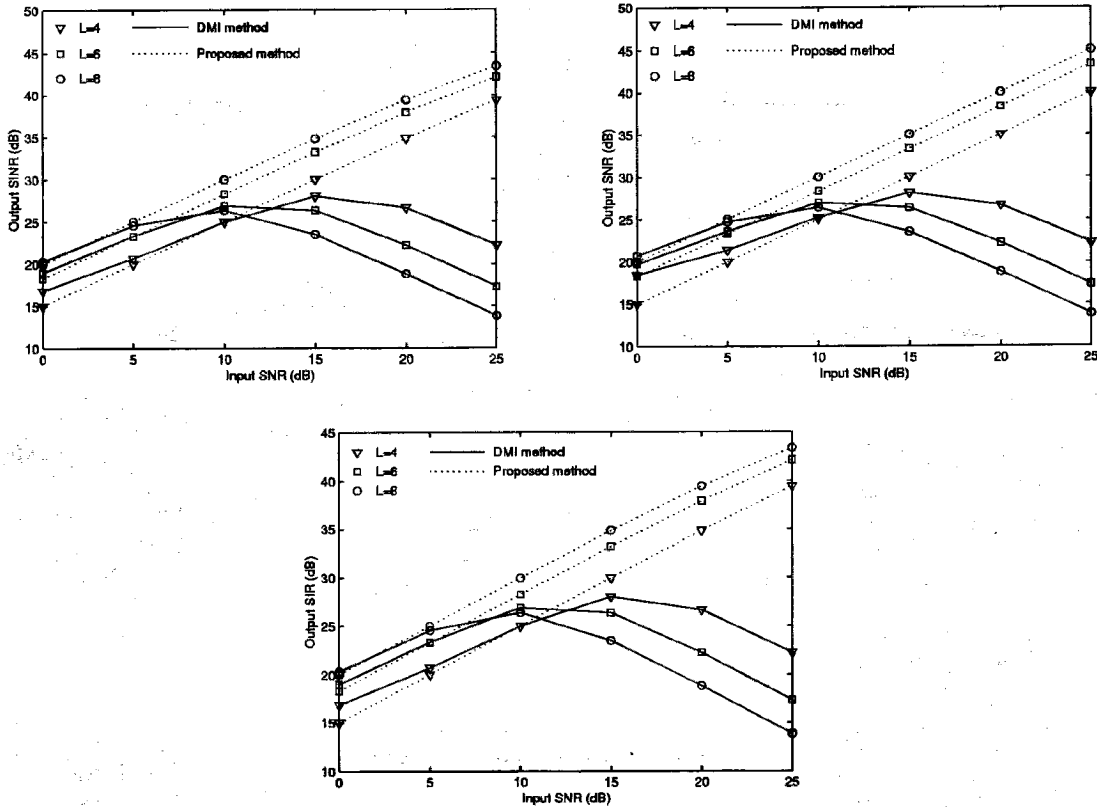 50
45
40
35
30
25
20
15
10
Output SINR (dB)
L=4
L=6
L=8
DMI method
Proposed method
0 5 10 15 20 25
Input SNR (dB)
50
45
40
35
30
25
20
15
10
Output SNR (dB)
L=4
L=6
L=8
DMI method
Proposed method
0 5 10 15 20 25
Input SNR (dB)
45
40
35
30
25
20
15
10
Output SIR (dB)
L=4
L=6
L=8
DMI method
Proposed method
0 5 10 15 20 25
Input SNR (dB)